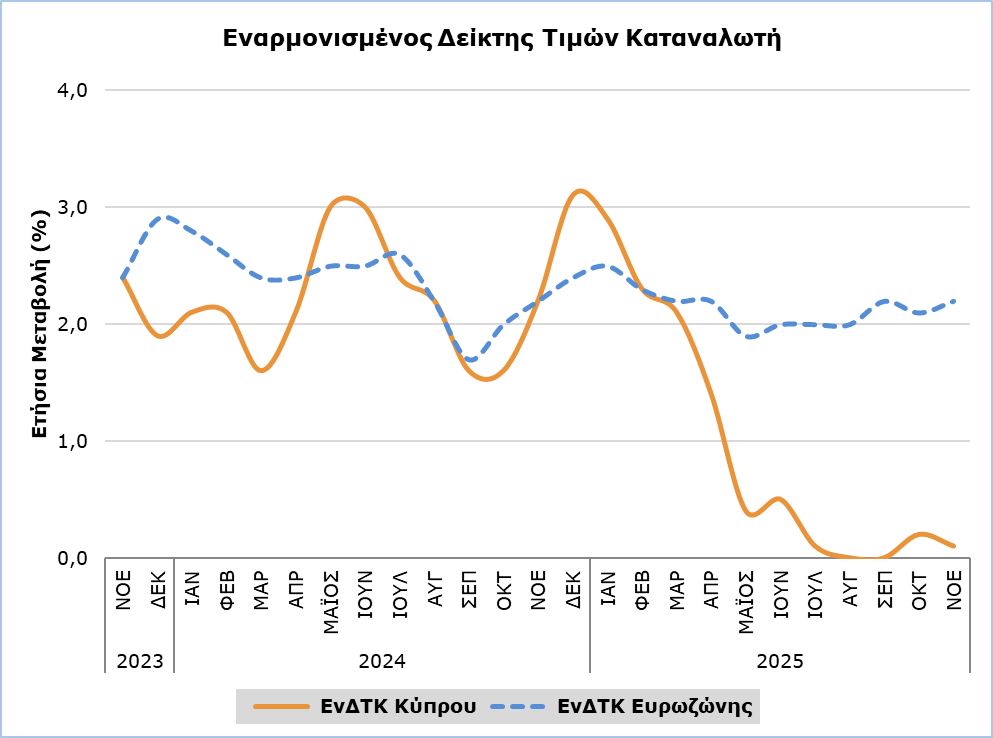 Εναρμονισμένος Δείκτης Τιμών Καταναλωτή
Ετήσια Μεταβολή (%)
4,0
3,0
2,0
1,0
0,0
ΝΟΕ ΔΕΚ ΙΑΝ ΦΕΒ ΜΑΡ ΑΠΡ ΜΑΪΟΣ ΙΟΥΝ ΙΟΥΛ ΑΥΓ ΣΕΠ ΟΚΤ ΝΟΕ ΔΕΚ ΙΑΝ ΦΕΒ ΜΑΡ ΑΠΡ ΜΑΪΟΣ ΙΟΥΝ ΙΟΥΛ ΑΥΓ ΣΕΠ ΟΚΤ ΝΟΕ
2023 2024 2025
ΕνΔΤΚ Κύπρου ΕνΔΤΚ Ευρωζώνης